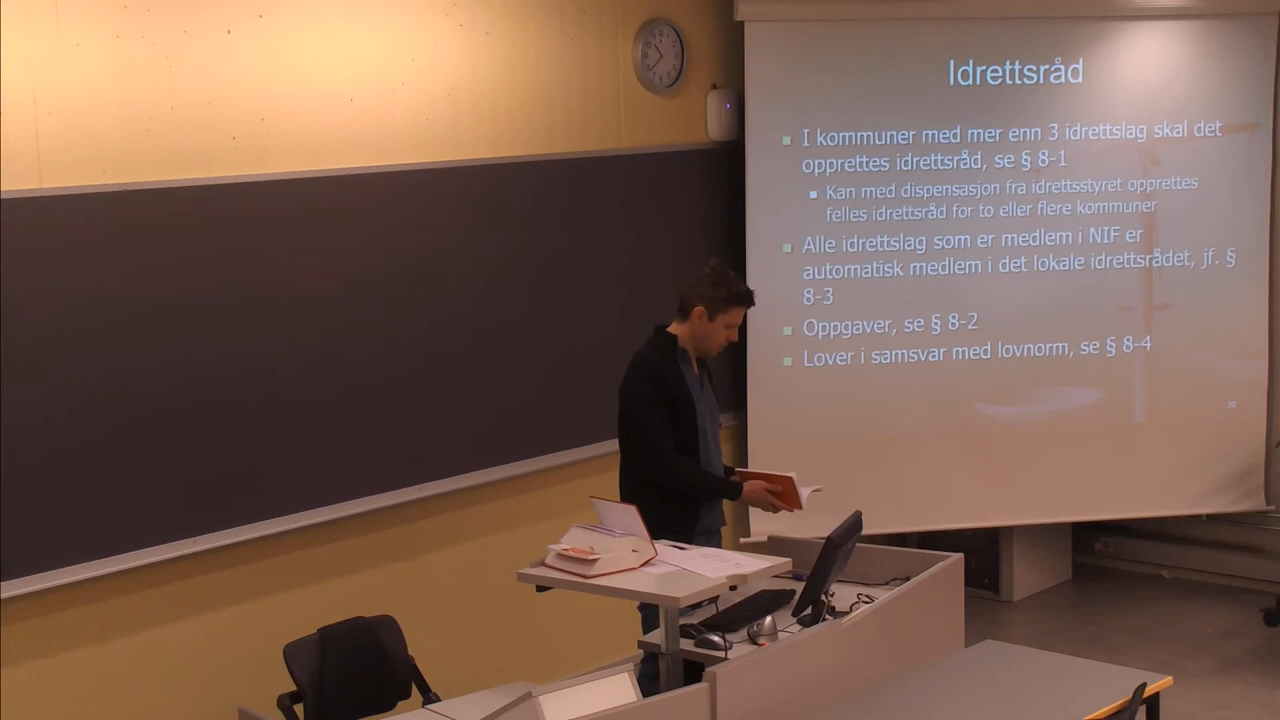 Idrettsråd
I kommuner med mer enn 3 idrettslag skal det
opprettes idrettsråd, se § 8-1
Kan med dispensasjon fra idrettsstyret opprettes
felles idrettsråd for to eller flere kommuner
Alle idrettslag som er medlem i NIF er
automatisk medlem i det lokale idrettsrådet, jf. §
8-3
Oppgaver, se § 8-2
Lover i samsvar med lovnorm, se § 8-4